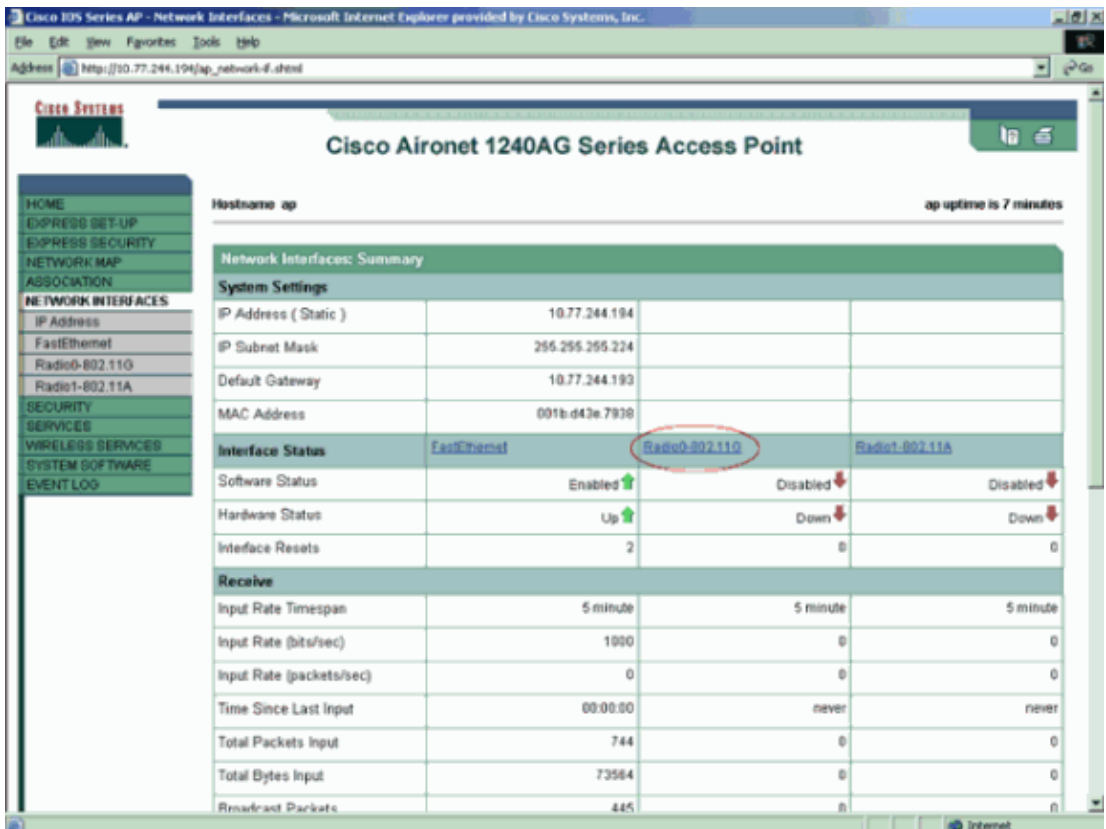 Cisco IOS Series AP - Network Interfaces - Microsoft Internet Explorer provided by Cisco Systems, Inc.
File Edit View Favorites Tools Help
Address http://10.77.244.194/ap_network-if.shtml Go
CISCO SYSTEMS
Cisco Aironet 1240AG Series Access Point
HOME
EXPRESS SET-UP
EXPRESS SECURITY
NETWORK MAP
ASSOCIATION
NETWORK INTERFACES
IP Address
FastEthernet
Radio0-802.11G
Radio1-802.11A
SECURITY
SERVICES
WIRELESS SERVICES
SYSTEM SOFTWARE
EVENT LOG
Hostname ap ap uptime is 7 minutes
Network Interfaces: Summary
System Settings
IP Address ( Static ) 10.77.244.194
IP Subnet Mask 255.255.255.224
Default Gateway 10.77.244.193
MAC Address 001b.d43e.7938
Interface Status FastEthernet Radio0-802.11G Radio1-802.11A
Software Status Enabled Disabled Disabled
Hardware Status Up Down Down
Interface Resets 2 0 0
Receive
Input Rate Timespan 5 minute 5 minute 5 minute
Input Rate (bits/sec) 1000 0 0
Input Rate (packets/sec) 0 0 0
Time Since Last Input 00:00:00 never never
Total Packets Input 744 0 0
Total Bytes Input 73564 0 0
Broadcast Packets 445 0 0
Internet